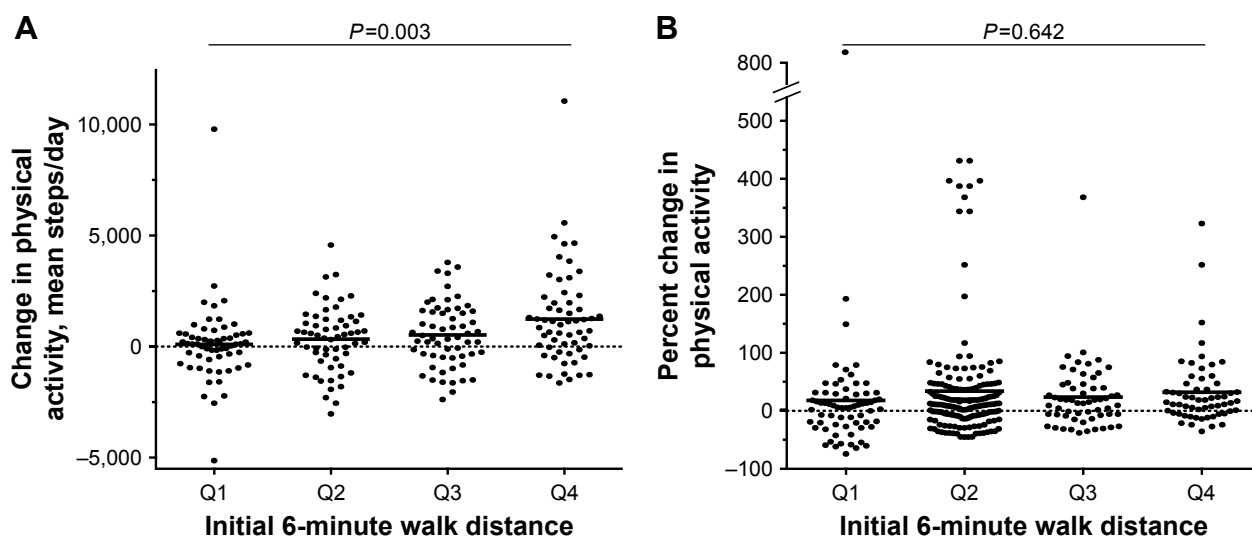 A
P=0.003
Change in physical
activity, mean steps/day
10,000
5,000
0
–5,000
Q1
Q2
Q3
Q4
Initial 6-minute walk distance
B
P=0.642
Percent change in
physical activity
800
500
400
300
200
100
0
–100
Q1
Q2
Q3
Q4
Initial 6-minute walk distance